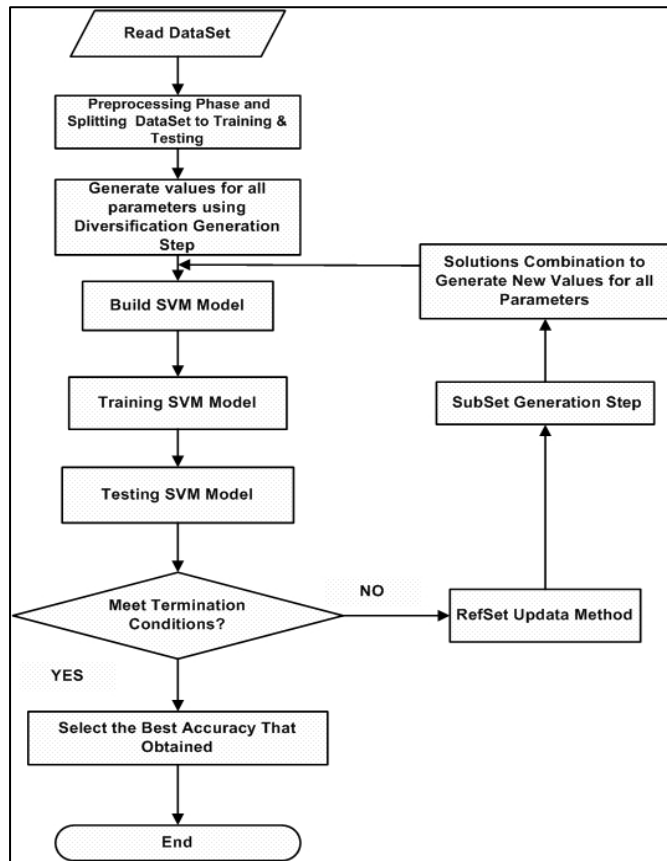 Read DataSet
Preprocessing Phase and
Splitting DataSet to Training &
Testing
Generate values for all
parameters using
Diversification Generation
Step
Solutions Combination to
Generate New Values for all
Parameters
Build SVM Model
Training SVM Model
SubSet Generation Step
Testing SVM Model
Meet Termination
Conditions?
NO
RefSet Updata Method
YES
Select the Best Accuracy That
Obtained
End